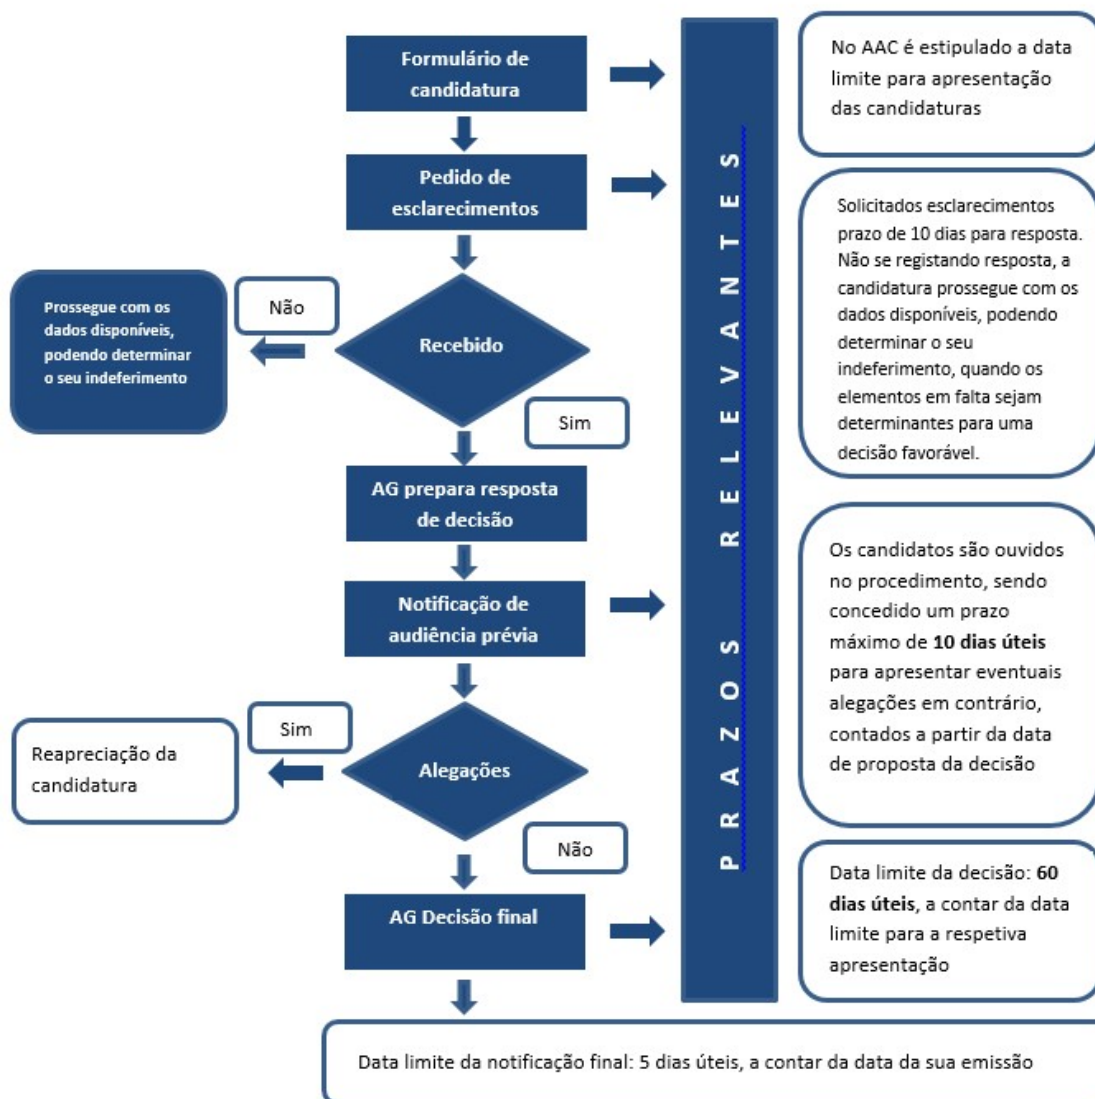 Formulário de
candidatura
No AAC é estipulado a data
limite para apresentação
das candidaturas
Pedido de
esclarecimentos
Solicitados esclarecimentos
prazo de 10 dias para resposta.
Não se registando resposta, a
candidatura prossegue com os
dados disponíveis, podendo
determinar o seu
indeferimento, quando os
elementos em falta sejam
determinantes para uma
decisão favorável.
Recebido
Não
Prossegue com os
dados disponíveis,
podendo determinar
o seu indeferimento
Sim
AG prepara resposta
de decisão
Notificação de
audiência prévia
Os candidatos são ouvidos
no procedimento, sendo
concedido um prazo
máximo de 10 dias úteis
para apresentar eventuais
alegações em contrário,
contados a partir da data
de proposta da decisão
Alegações
Sim
Reapreciação da
candidatura
Não
AG Decisão final
Data limite da decisão: 60
dias úteis, a contar da data
limite para a respetiva
apresentação
PRAZOS RELEVANTES
Data limite da notificação final: 5 dias úteis, a contar da data da sua emissão